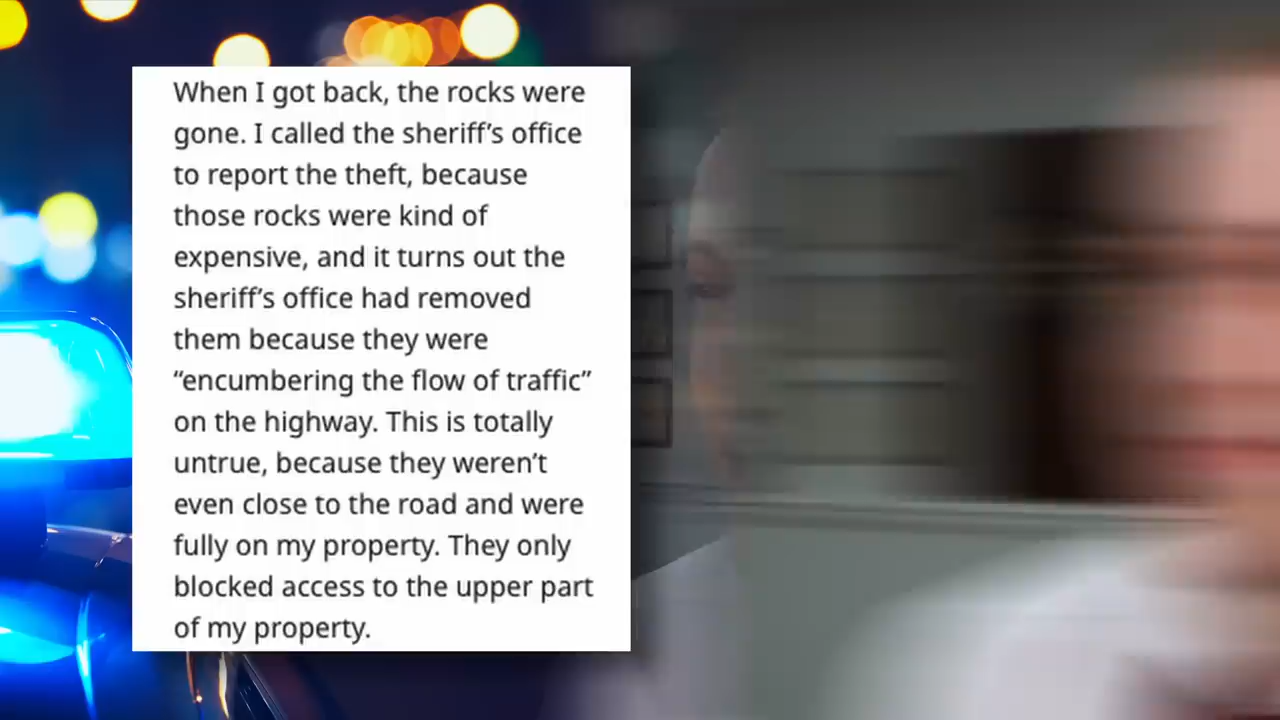 When I got back, the rocks were
gone. I called the sheriff’s office
to report the theft, because
those rocks were kind of
expensive, and it turns out the
sheriff’s office had removed
them because they were
“encumbering the flow of traffic”
on the highway. This is totally
untrue, because they weren’t
even close to the road and were
fully on my property. They only
blocked access to the upper part
of my property.